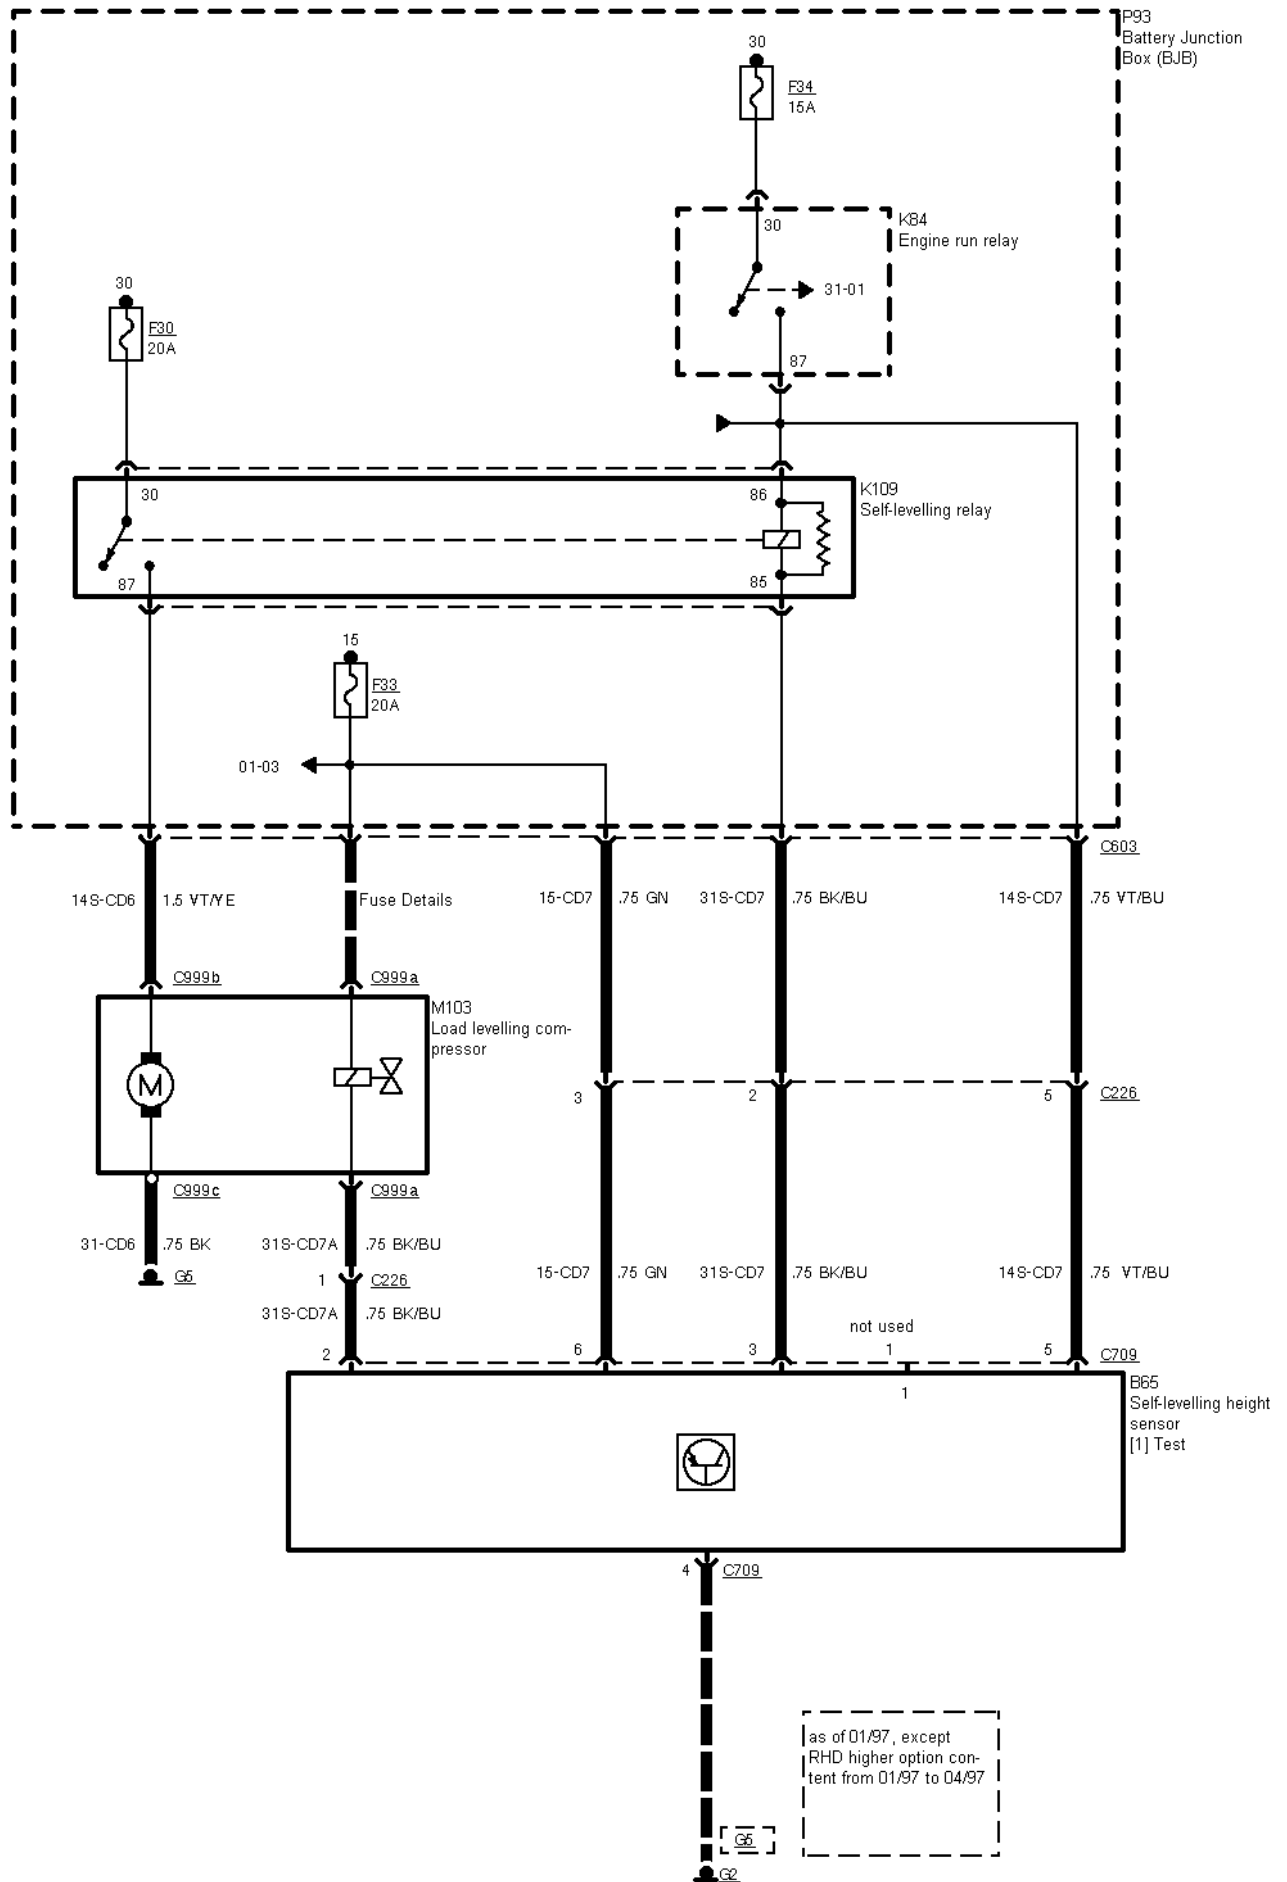 P93
Battery Junction
Box (BJB)
30
F34
15A
30
K84
Engine run relay
31-01
87
30
F30
20A
30
86
K109
Self-levelling relay
87
85
15
F33
20A
01-03
C603
14S-CD6 1.5 VT/YE
Fuse Details
15-CD7 .75 GN
31S-CD7 .75 BK/BU
14S-CD7 .75 VT/BU
C999b
C999a
M103
Load levelling com-
pressor
M
3
2
5
C226
C999c
C999a
31-CD6 .75 BK
31S-CD7A .75 BK/BU
15-CD7 .75 GN
31S-CD7 .75 BK/BU
14S-CD7 .75 VT/BU
G5
1
C226
31S-CD7A .75 BK/BU
not used
2
6
3
1
5
C709
1
B65
Self-levelling height
sensor
[1] Test
4
C709
as of 01/97, except
RHD higher option con-
tent from 01/97 to 04/97
G5
G2